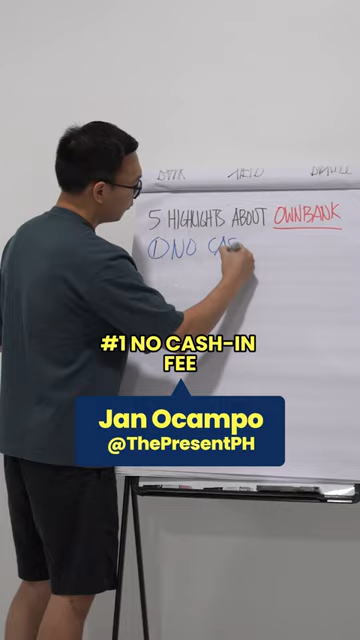 5 HIGHLIGHTS ABOUT OWNBANK
① NO CAS
#1 NO CASH-IN
FEE
Jan Ocampo
@ThePresentPH